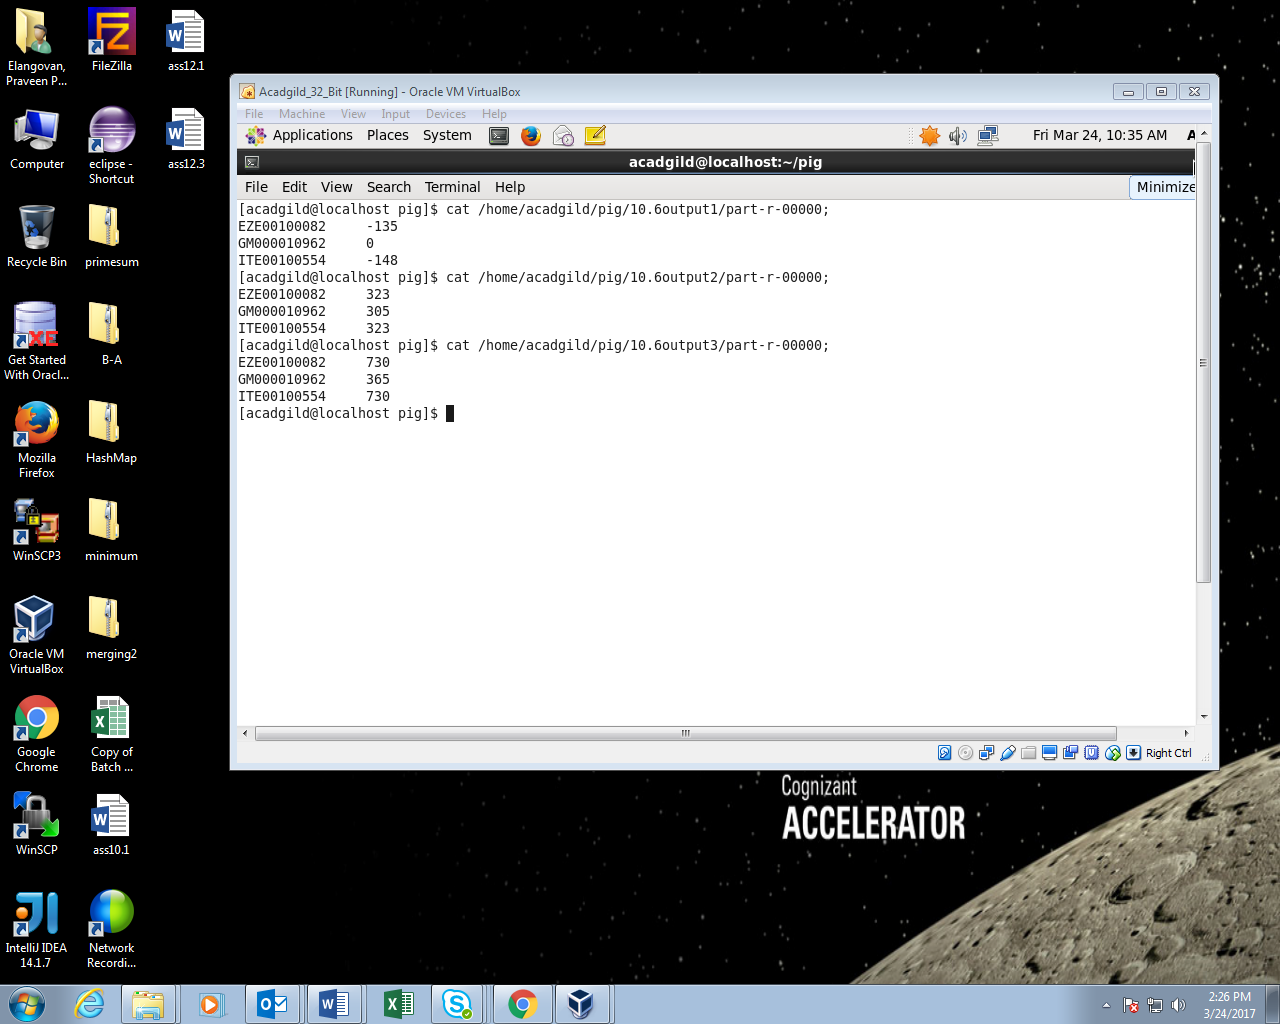 Elangovan,
Praveen P...
FileZilla
ass12.1
Computer
eclipse -
Shortcut
ass12.3
Recycle Bin
primesum
Get Started
With Oracl...
B-A
Mozilla
Firefox
HashMap
WinSCP3
minimum
Oracle VM
VirtualBox
merging2
Google
Chrome
Copy of
Batch ...
WinSCP
ass10.1
IntelliJ IDEA
14.1.7
Network
Recordi...
Acadgild_32_Bit [Running] - Oracle VM VirtualBox
File Machine View Input Devices Help
Applications Places System Fri Mar 24, 10:35 AM A
acadgild@localhost:~/pig
File Edit View Search Terminal Help Minimize
[acadgild@localhost pig]$ cat /home/acadgild/pig/10.6output1/part-r-00000;
EZE00100082 -135
GM000010962 0
ITE00100554 -148
[acadgild@localhost pig]$ cat /home/acadgild/pig/10.6output2/part-r-00000;
EZE00100082 323
GM000010962 305
ITE00100554 323
[acadgild@localhost pig]$ cat /home/acadgild/pig/10.6output3/part-r-00000;
EZE00100082 730
GM000010962 365
ITE00100554 730
[acadgild@localhost pig]$
Right Ctrl
Cognizant
ACCELERATOR
2:26 PM
3/24/2017